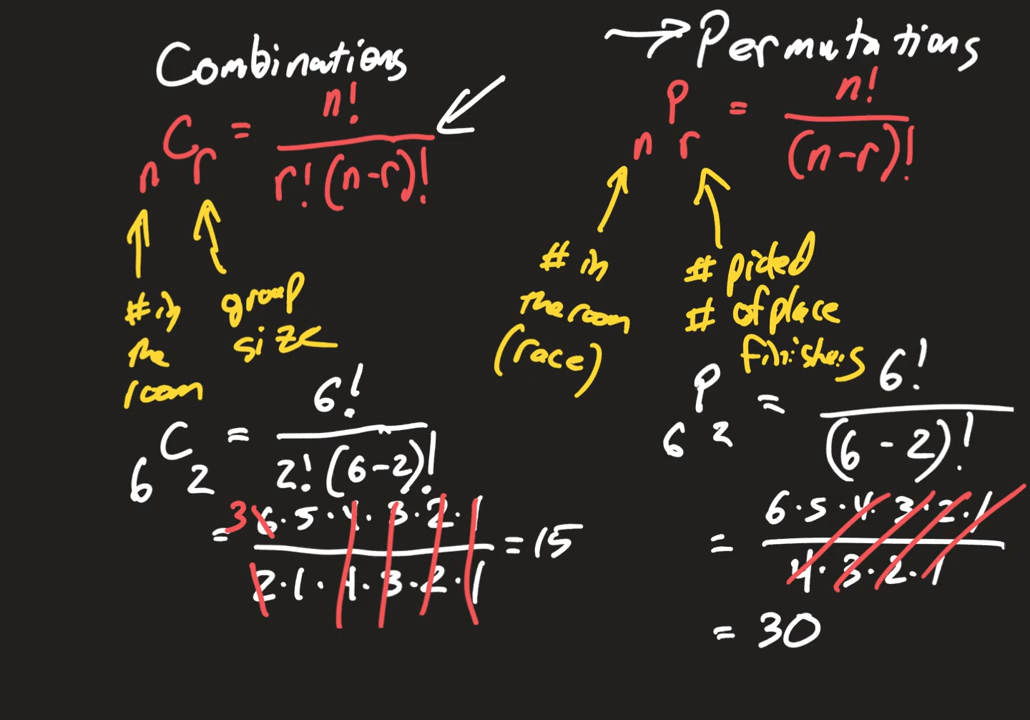 Combinations
nCr = n! / r!(n-r)!
# in the room
group size
6C2 = 6! / 2!(6-2)!
= 3 6·5·4·3·2·1 / 2·1·4·3·2·1 = 15
→ Permutations
nPr = n! / (n-r)!
# in the room (race)
# picked
# of place finishers
6P2 = 6! / (6-2)!
= 6·5·4·3·2·1 / 4·3·2·1
= 30